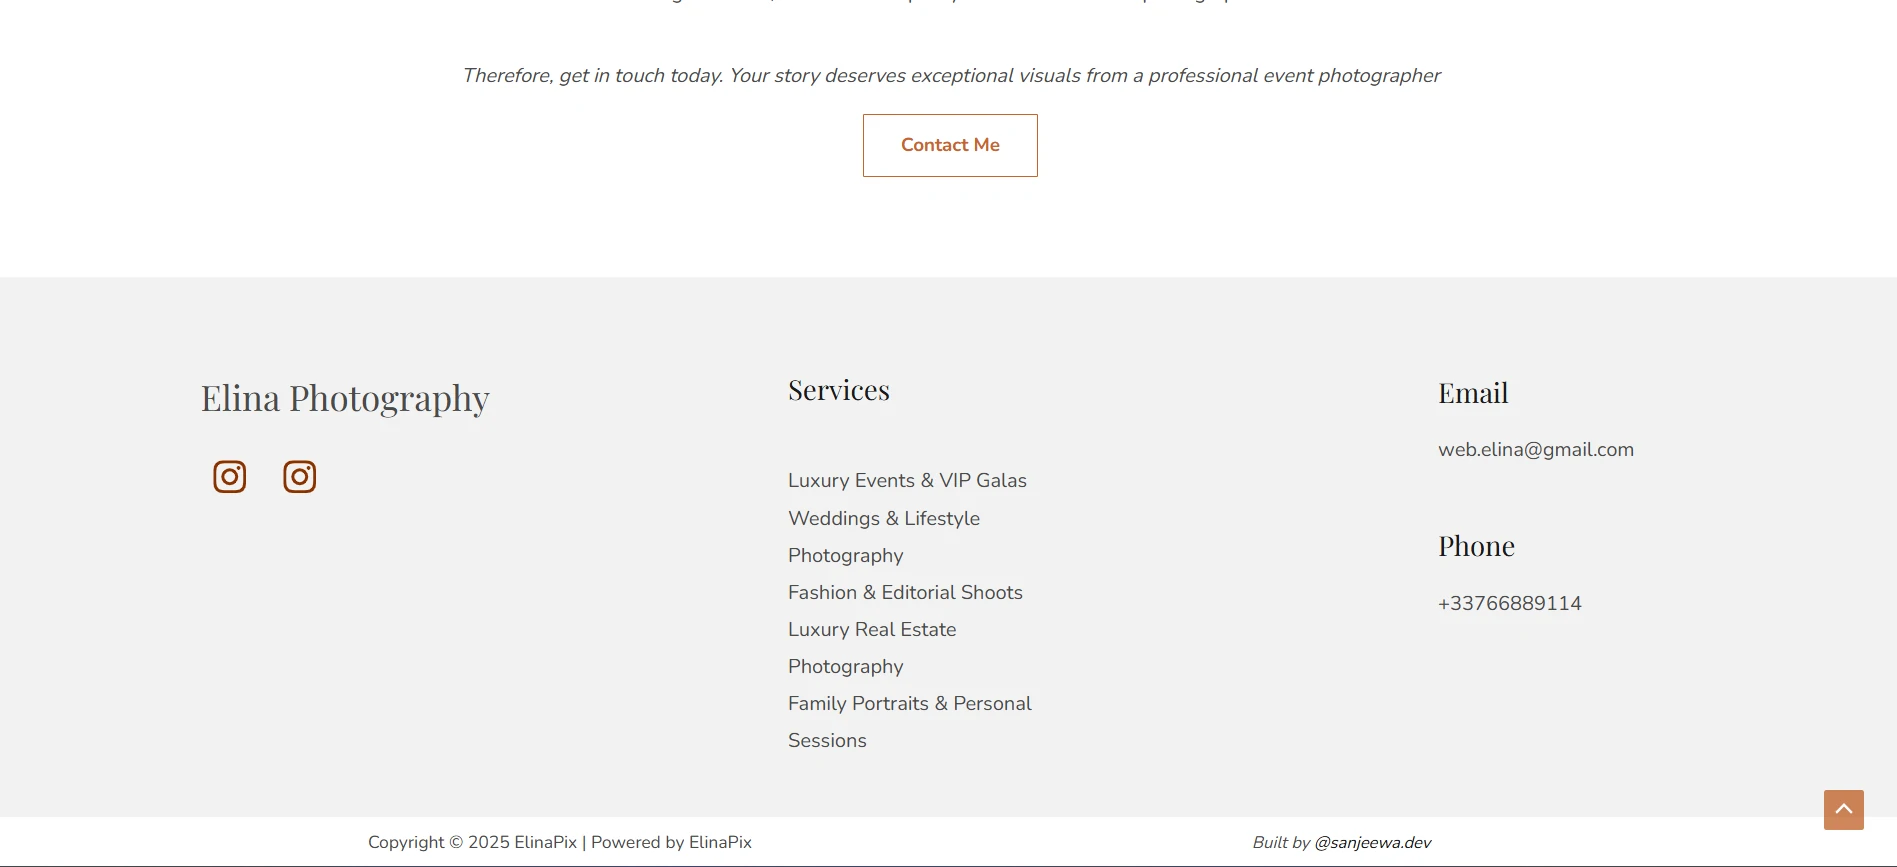 Therefore, get in touch today. Your story deserves exceptional visuals from a professional event photographer
Contact Me
Elina Photography
Services
Luxury Events & VIP Galas
Weddings & Lifestyle
Photography
Fashion & Editorial Shoots
Luxury Real Estate
Photography
Family Portraits & Personal
Sessions
Email
web.elina@gmail.com
Phone
+33766889114
Copyright © 2025 ElinaPix | Powered by ElinaPix
Built by @sanjeewa.dev